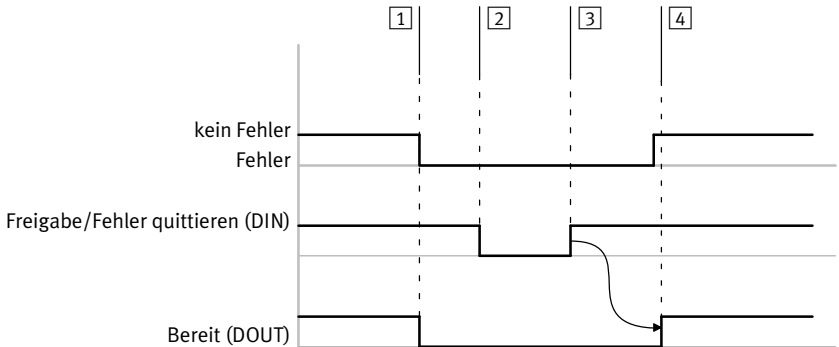 1 2 3 4
kein Fehler
Fehler
Freigabe/Fehler quittieren (DIN)
Bereit (DOUT)